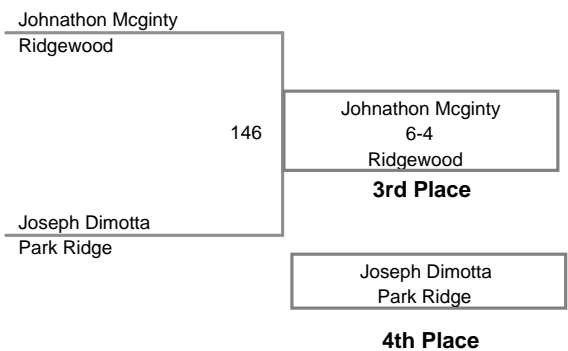 Johnathon Mcginty
Ridgewood
146
Johnathon Mcginty
6-4
Ridgewood
3rd Place
Joseph Dimotta
Park Ridge
Joseph Dimotta
Park Ridge
4th Place